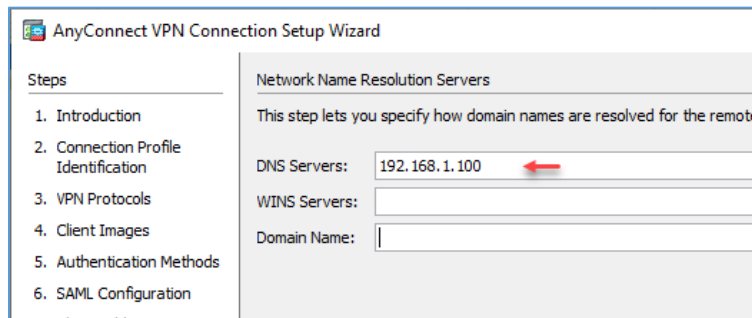 AnyConnect VPN Connection Setup Wizard
Steps
1. Introduction
2. Connection Profile
Identification
3. VPN Protocols
4. Client Images
5. Authentication Methods
6. SAML Configuration
Network Name Resolution Servers
This step lets you specify how domain names are resolved for the remot
DNS Servers: 192.168.1.100
WINS Servers:
Domain Name: